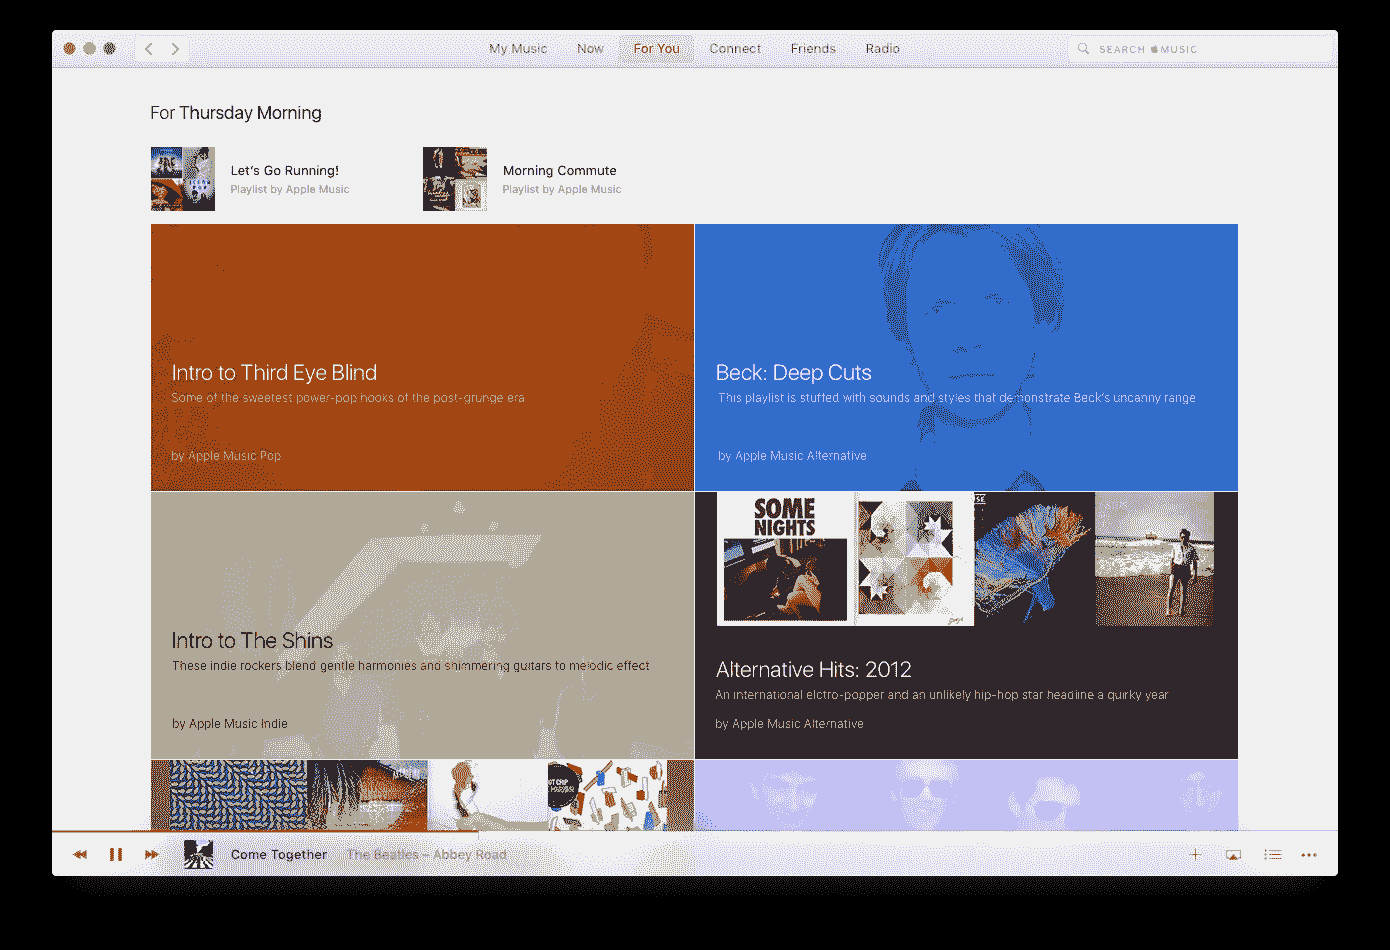 My Music Now For You Connect Friends Radio
SEARCH MUSIC
For Thursday Morning
Let's Go Running!
Playlist by Apple Music
Morning Commute
Playlist by Apple Music
Intro to Third Eye Blind
Some of the sweetest power-pop hooks of the post-grunge era
by Apple Music Pop
Beck: Deep Cuts
This playlist is stuffed with sounds and styles that demonstrate Beck's uncanny range
by Apple Music Alternative
Intro to The Shins
These indie rockers blend gentle harmonies and shimmering guitars to melodic effect
by Apple Music Indie
SOME
NIGHTS
Alternative Hits: 2012
An international elctro-popper and an unlikely hip-hop star headline a quirky year
by Apple Music Alternative
Come Together The Beatles – Abbey Road